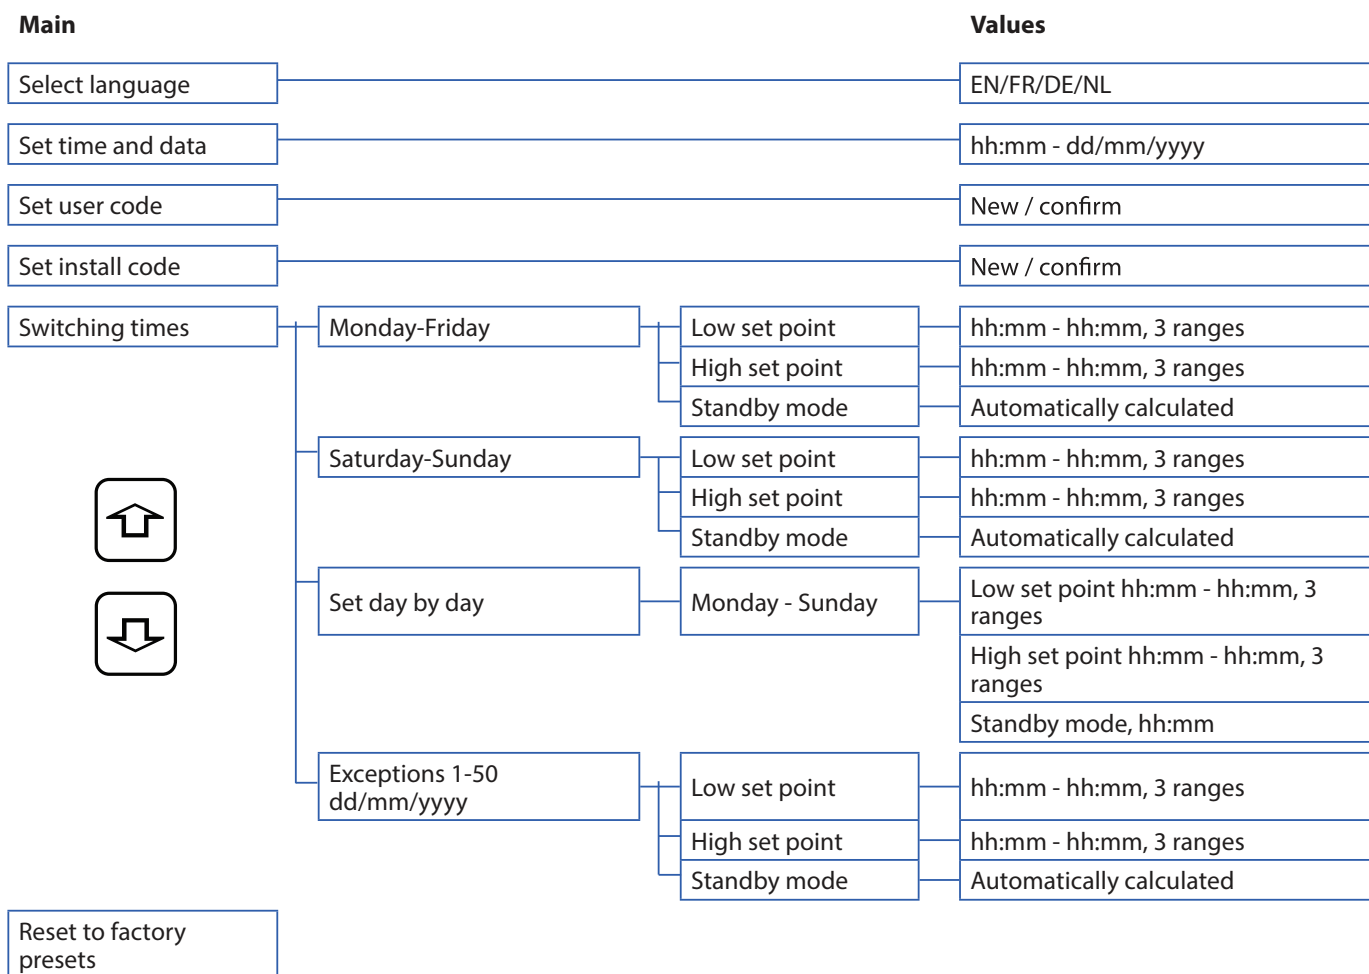 Main Values
Select language EN/FR/DE/NL
Set time and data hh:mm - dd/mm/yyyy
Set user code New / confirm
Set install code New / confirm
Switching times Monday-Friday Low set point hh:mm - hh:mm, 3 ranges
High set point hh:mm - hh:mm, 3 ranges
Standby mode Automatically calculated
Saturday-Sunday Low set point hh:mm - hh:mm, 3 ranges
High set point hh:mm - hh:mm, 3 ranges
Standby mode Automatically calculated
Set day by day Monday - Sunday Low set point hh:mm - hh:mm, 3
ranges
High set point hh:mm - hh:mm, 3
ranges
Standby mode, hh:mm
Exceptions 1-50
dd/mm/yyyy
Low set point hh:mm - hh:mm, 3 ranges
High set point hh:mm - hh:mm, 3 ranges
Standby mode Automatically calculated
Reset to factory
presets